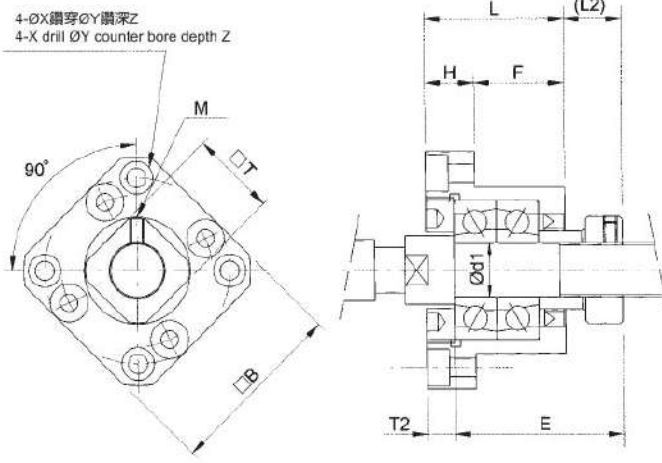 4-ØX鑽穿ØY鑽深Z
4-X drill ØY counter bore depth Z
M
□T
90°
□B
L
(L2)
H
F
Ød1
T2
E